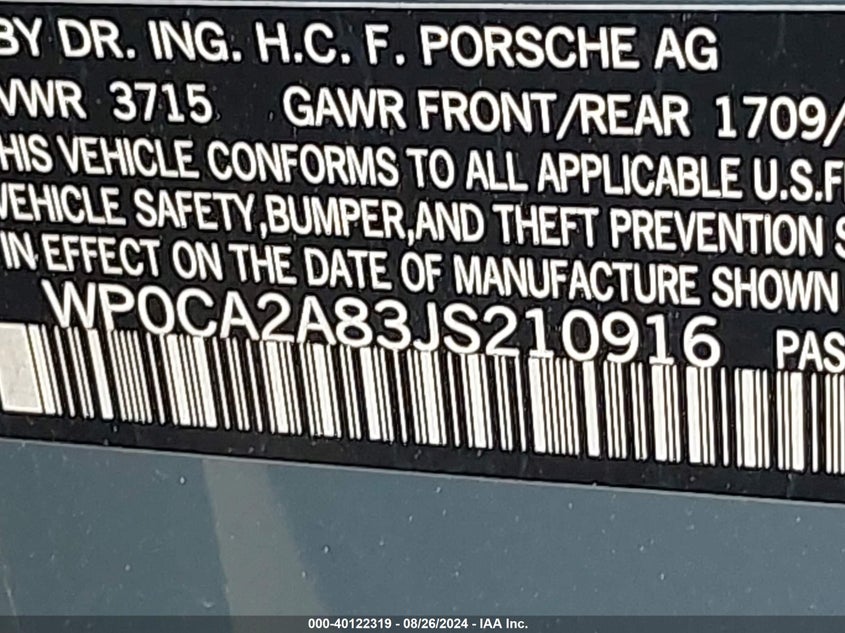 BY DR. ING. H.C. F. PORSCHE AG
VWR 3715 GAWR FRONT/REAR 1709/
HIS VEHICLE CONFORMS TO ALL APPLICABLE U.S.F
VEHICLE SAFETY,BUMPER,AND THEFT PREVENTION S
IN EFFECT ON THE DATE OF MANUFACTURE SHOWN
WP0CA2A83JS210916 PAS
000-40122319 - 08/26/2024 - IAA Inc.